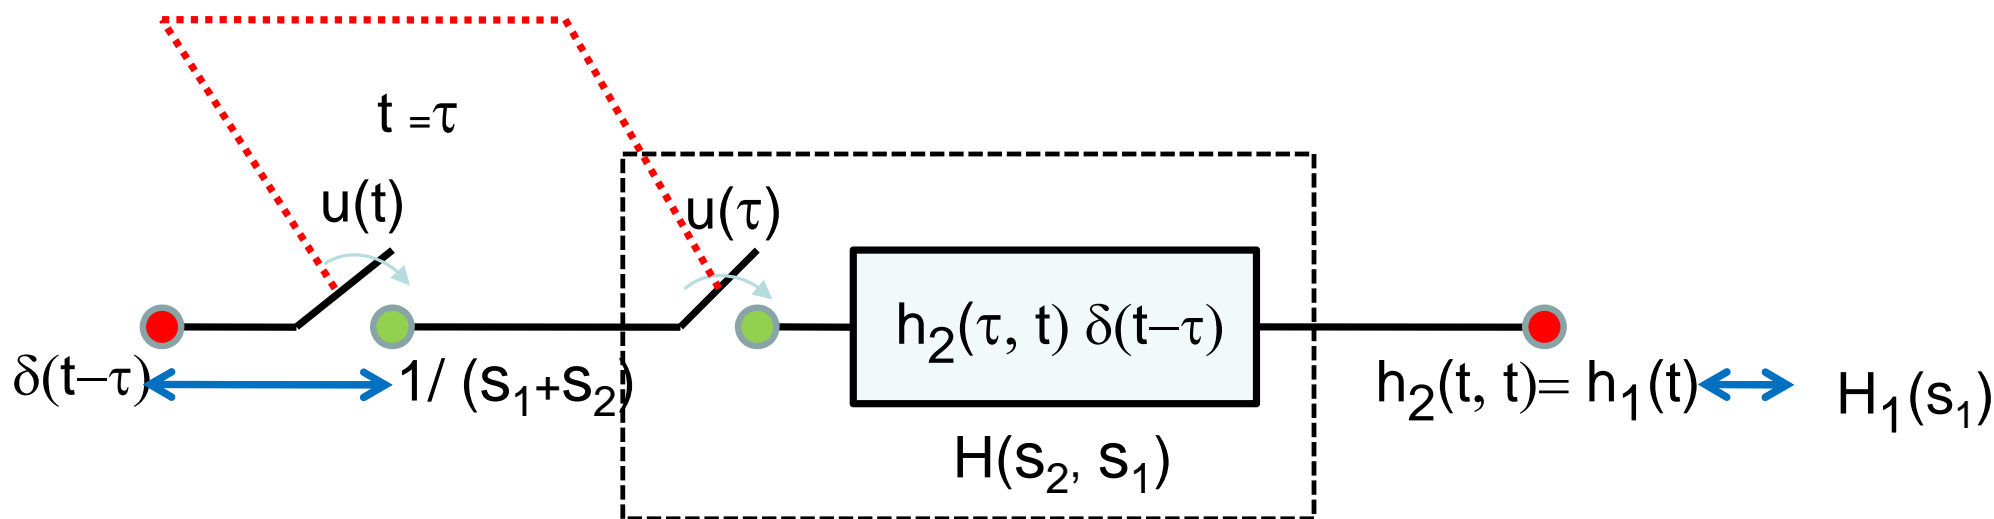 t =τ
u(t)
u(τ)
h₂(τ, t) δ(t−τ)
δ(t−τ)
1/ (s₁+s₂)
h₂(t, t)= h₁(t)
H₁(s₁)
H(s₂, s₁)